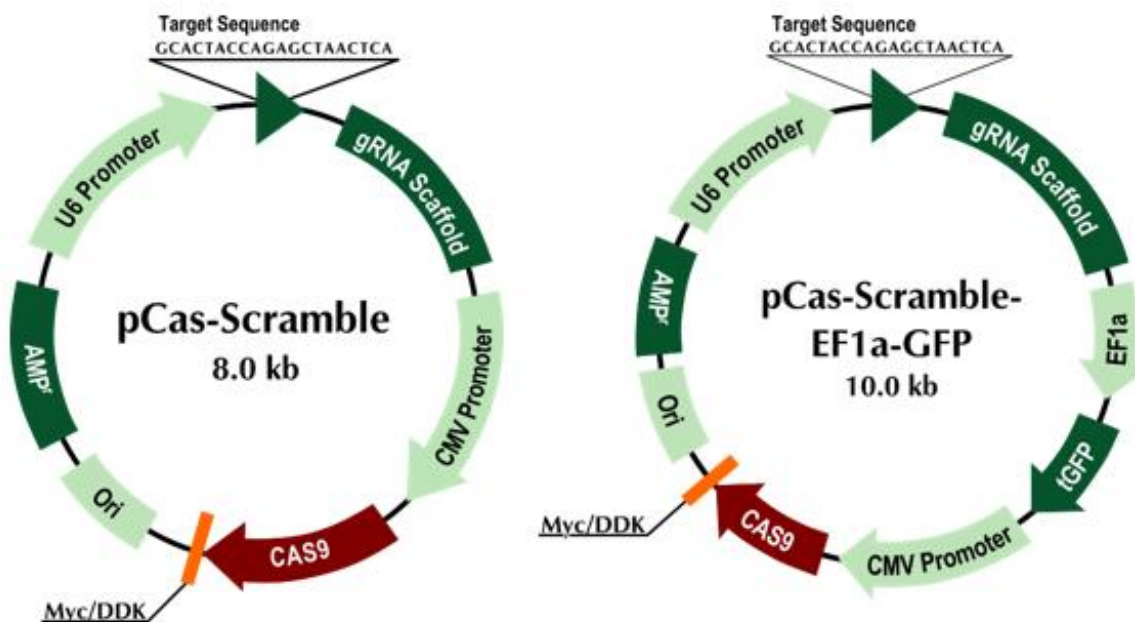 Target Sequence
GCACTACCAGAGCTAACTCA
U6 Promoter
gRNA Scaffold
AMPr
pCas-Scramble
8.0 kb
CMV Promoter
Ori
CAS9
Myc/DDK
Target Sequence
GCACTACCAGAGCTAACTCA
U6 Promoter
gRNA Scaffold
AMPr
pCas-Scramble-
EF1a-GFP
10.0 kb
EF1a
Ori
tGFP
CAS9
CMV Promoter
Myc/DDK